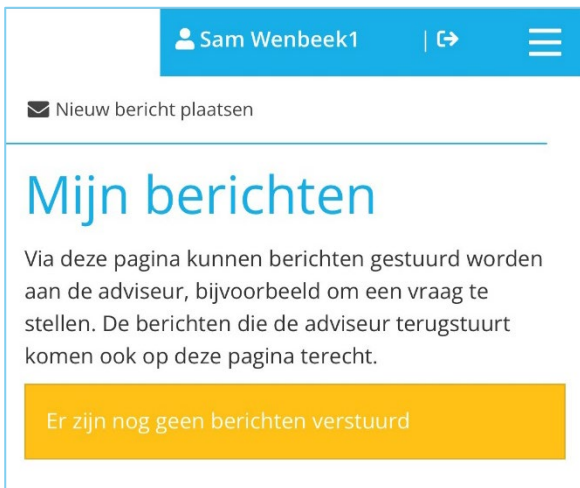 Sam Wenbeek1
Nieuw bericht plaatsen
Mijn berichten
Via deze pagina kunnen berichten gestuurd worden
aan de adviseur, bijvoorbeeld om een vraag te
stellen. De berichten die de adviseur terugstuurt
komen ook op deze pagina terecht.
Er zijn nog geen berichten verstuurd